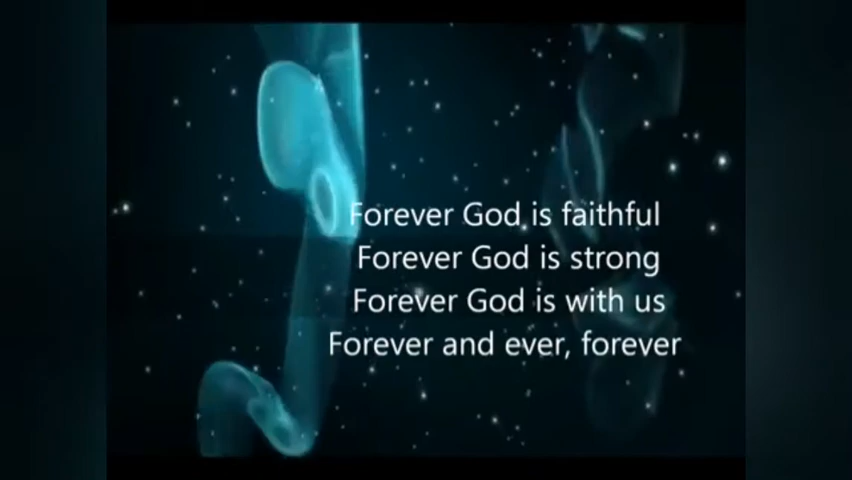 Forever God is faithful
Forever God is strong
Forever God is with us
Forever and ever, forever